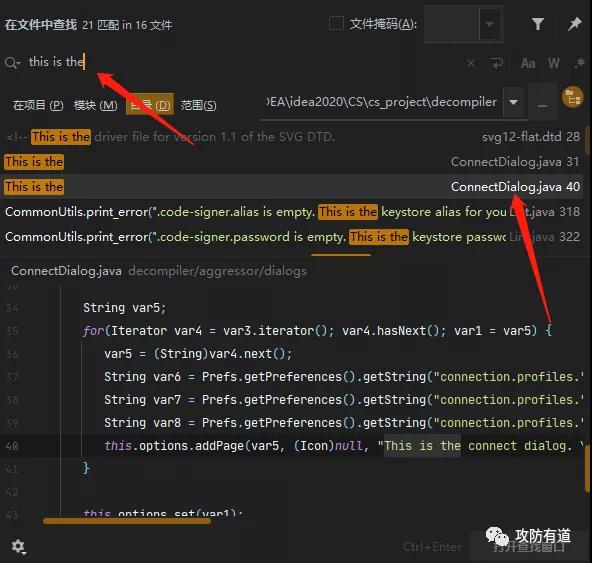 在文件中查找 21 匹配 in 16 文件 文件掩码(A):
this is the Aa W .*
在项目 (P) 模块 (M) 目录 (D) 范围(S) DEA\idea2020\CS\cs_project\decompiler ...
<!-- This is the driver file for version 1.1 of the SVG DTD. svg12-flat.dtd 28
This is the ConnectDialog.java 31
This is the ConnectDialog.java 40
CommonUtils.print_error(".code-signer.alias is empty. This is the keystore alias for you java 318
CommonUtils.print_error(".code-signer.password is empty. This is the keystore passwo java 322
ConnectDialog.java decompiler/aggressor/dialogs
33
34 String var5;
35 for(Iterator var4 = var3.iterator(); var4.hasNext(); var1 = var5) {
36 var5 = (String)var4.next();
37 String var6 = Prefs.getPreferences().getString("connection.profiles."
38 String var7 = Prefs.getPreferences().getString("connection.profiles."
39 String var8 = Prefs.getPreferences().getString("connection.profiles."
40 this.options.addPage(var5, (Icon)null, "This is the connect dialog. \
41 }
42
43 this.options.set(var1);
Ctrl+Enter 打开查找窗口
攻防有道